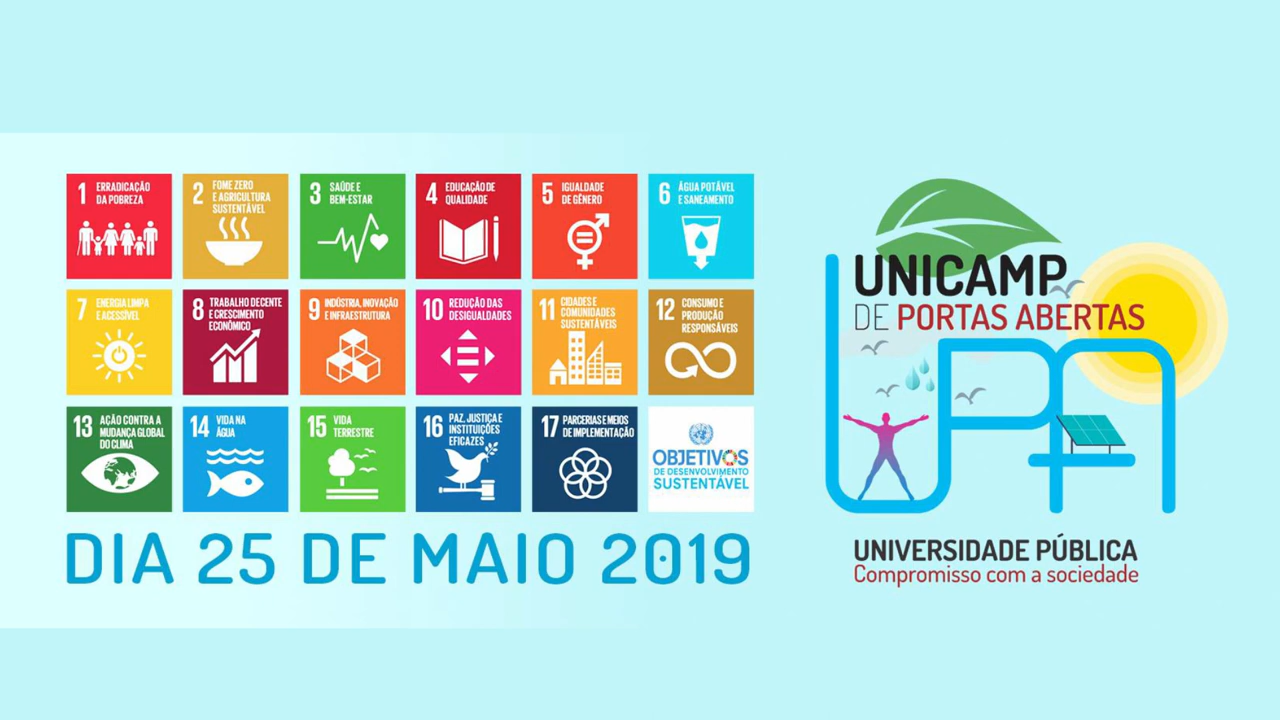 1 ERRADICAÇÃO
DA POBREZA
2 FOME ZERO
E AGRICULTURA
SUSTENTÁVEL
3 SAÚDE E
BEM-ESTAR
4 EDUCAÇÃO DE
QUALIDADE
5 IGUALDADE
DE GÊNERO
6 ÁGUA POTÁVEL
E SANEAMENTO
7 ENERGIA LIMPA
E ACESSÍVEL
8 TRABALHO DECENTE
E CRESCIMENTO
ECONÔMICO
9 INDÚSTRIA, INOVAÇÃO
E INFRAESTRUTURA
10 REDUÇÃO DAS
DESIGUALDADES
11 CIDADES E
COMUNIDADES
SUSTENTÁVEIS
12 CONSUMO E
PRODUÇÃO
RESPONSÁVEIS
13 AÇÃO CONTRA A
MUDANÇA GLOBAL
DO CLIMA
14 VIDA NA
ÁGUA
15 VIDA
TERRESTRE
16 PAZ, JUSTIÇA E
INSTITUIÇÕES
EFICAZES
17 PARCERIAS E MEIOS
DE IMPLEMENTAÇÃO
OBJETIVOS
DE DESENVOLVIMENTO
SUSTENTÁVEL
DIA 25 DE MAIO 2019
UNICAMP
DE PORTAS ABERTAS
UPA
UNIVERSIDADE PÚBLICA
Compromisso com a sociedade